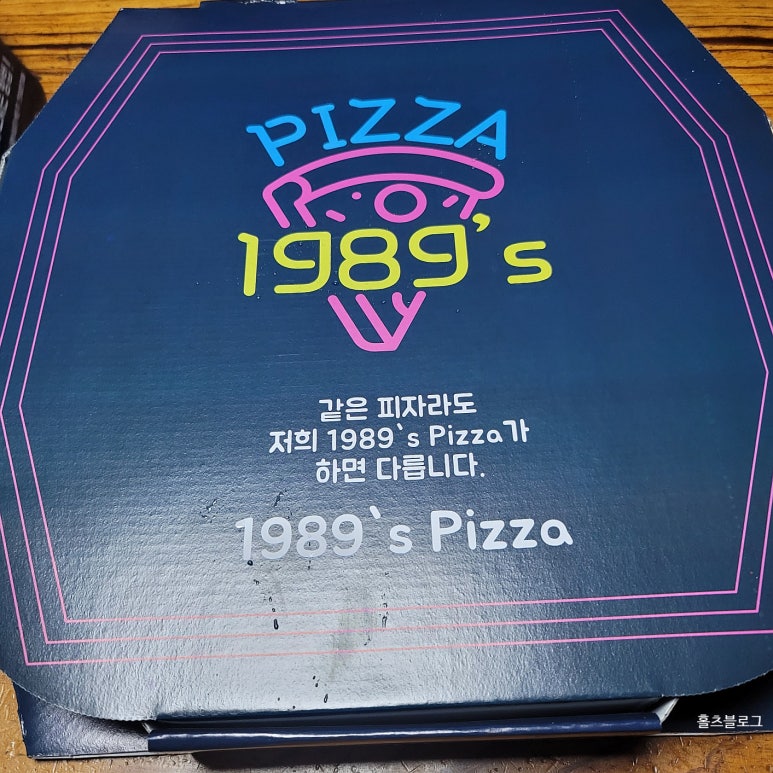 PIZZA
1989's
같은 피자라도
저희 1989`s Pizza가
하면 다릅니다.
1989`s Pizza
홀츠블로그